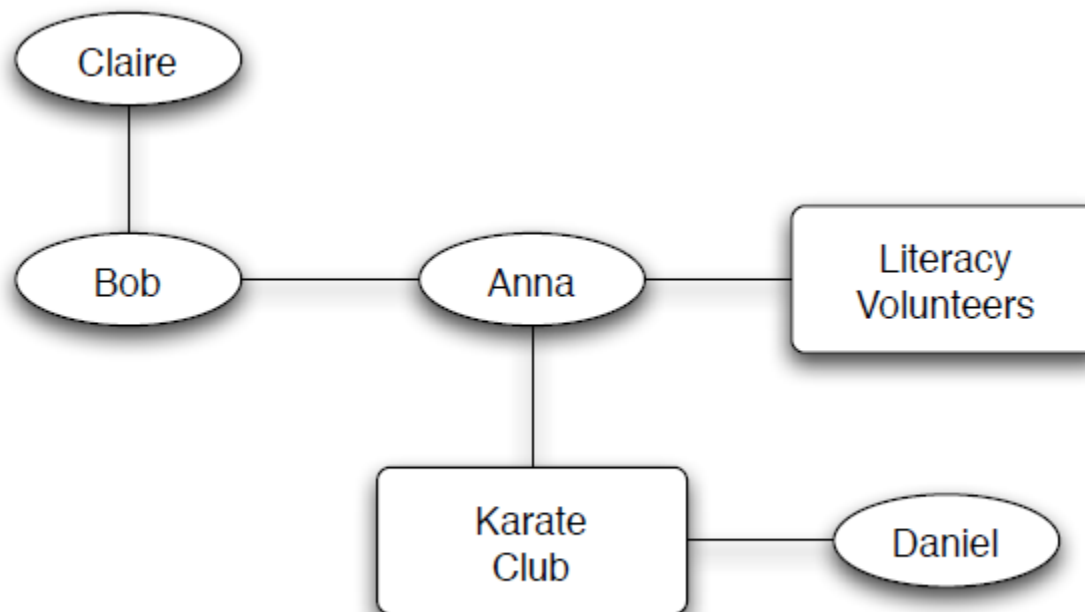 Claire
Bob
Anna
Literacy
Volunteers
Karate
Club
Daniel